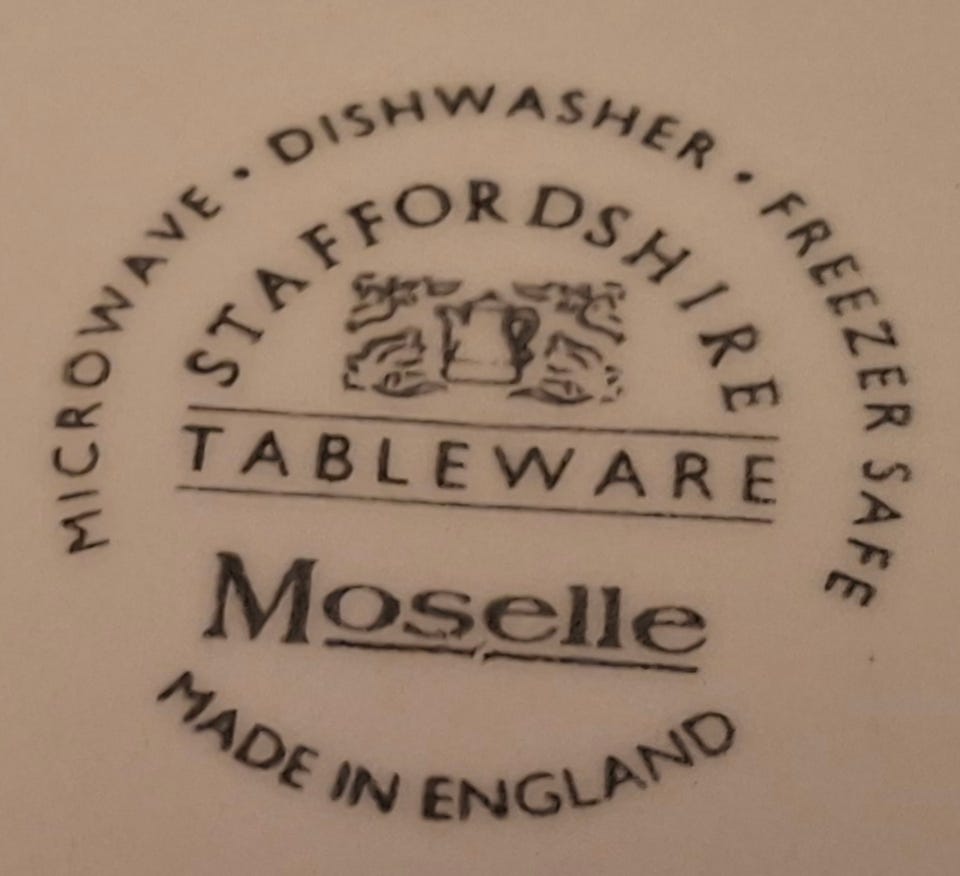 MICROWAVE • DISHWASHER • FREEZER SAFE
STAFFORDSHIRE
TABLEWARE
Moselle
MADE IN ENGLAND